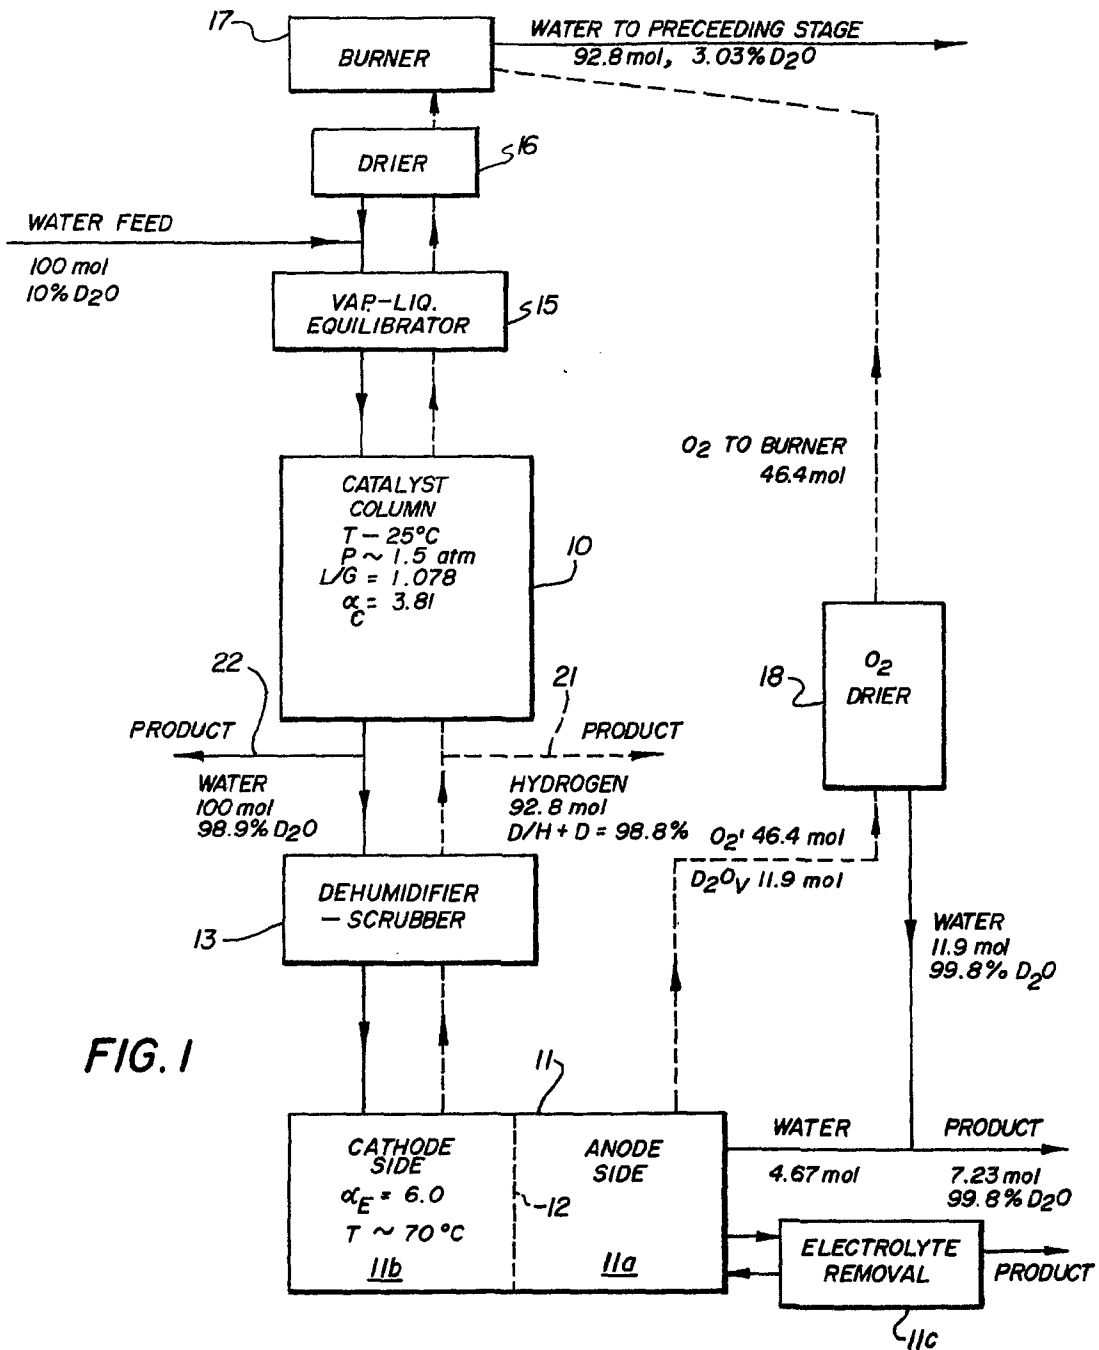 17
BURNER
WATER TO PRECEEDING STAGE
92.8 mol, 3.03% D2O
DRIER
16
WATER FEED
100 mol
10% D2O
VAP.-LIQ.
EQUILIBRATOR
15
O2 TO BURNER
46.4 mol
CATALYST
COLUMN
T - 25°C
P ~ 1.5 atm
L/G = 1.078
αC = 3.81
10
O2
DRIER
18
22
PRODUCT
WATER
100 mol
98.9% D2O
21
PRODUCT
HYDROGEN
92.8 mol
D/H + D = 98.8%
O2' 46.4 mol
D2OV 11.9 mol
DEHUMIDIFIER
- SCRUBBER
13
WATER
11.9 mol
99.8% D2O
FIG. 1
11
CATHODE
SIDE
αE = 6.0
T ~ 70°C
11b
12
ANODE
SIDE
11a
WATER
4.67 mol
PRODUCT
7.23 mol
99.8% D2O
ELECTROLYTE
REMOVAL
PRODUCT
11c